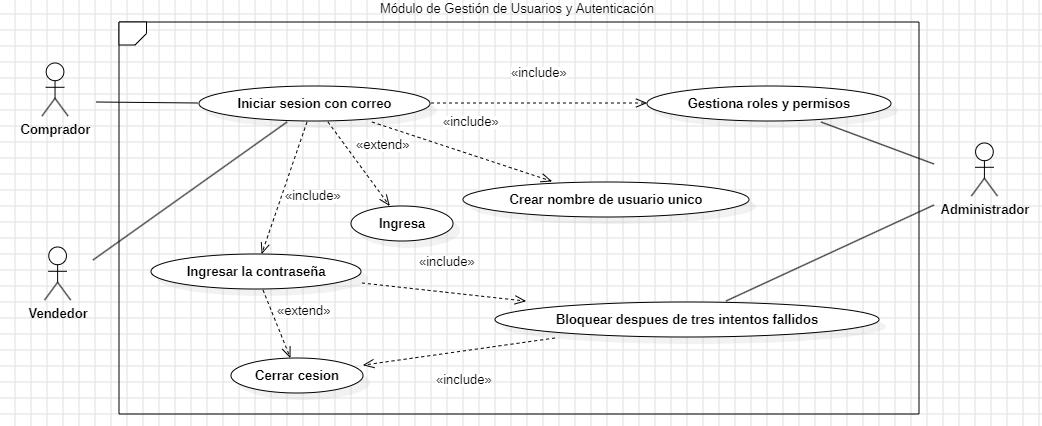 Módulo de Gestión de Usuarios y Autenticación
«include»
Iniciar sesion con correo
Gestiona roles y permisos
Comprador
«include»
«extend»
«include»
Crear nombre de usuario unico
Administrador
Ingresa
«include»
Ingresar la contraseña
Vendedor
«extend»
Bloquear despues de tres intentos fallidos
Cerrar cesion
«include»